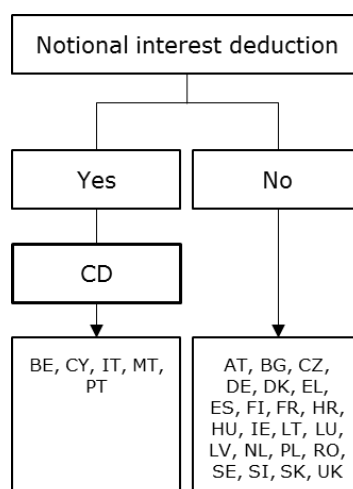 Notional interest deduction
Yes
No
CD
BE, CY, IT, MT,
PT
AT, BG, CZ,
DE, DK, EL,
ES, FI, FR, HR,
HU, IE, LT, LU,
LV, NL, PL, RO,
SE, SI, SK, UK